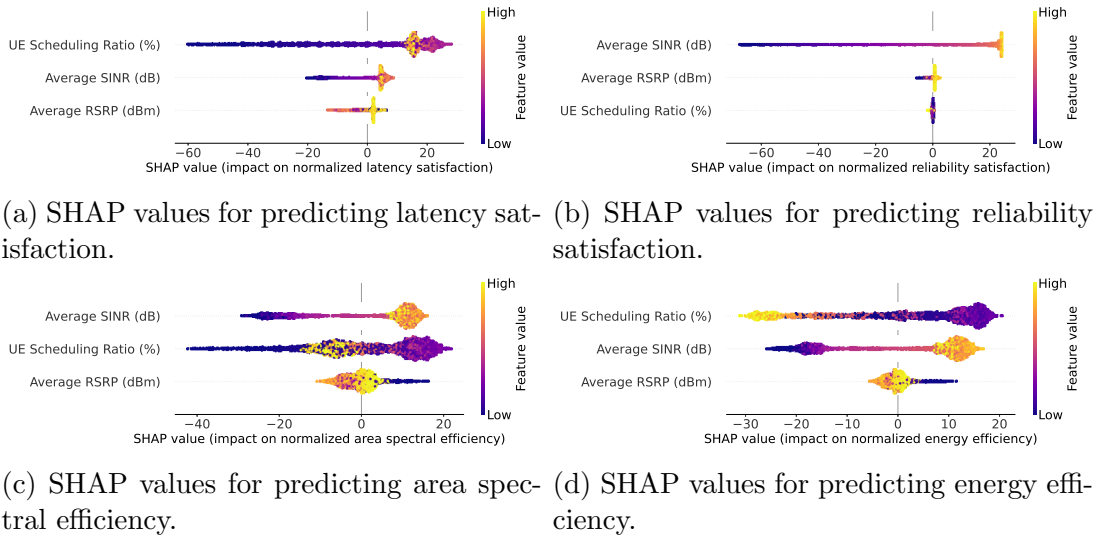 High
UE Scheduling Ratio (%)
Average SINR (dB)
Average RSRP (dBm)
Feature value
Low
−60 −40 −20 0 20
SHAP value (impact on normalized latency satisfaction)
High
Average SINR (dB)
Average RSRP (dBm)
UE Scheduling Ratio (%)
Feature value
Low
−60 −40 −20 0 20
SHAP value (impact on normalized reliability satisfaction)
(a) SHAP values for predicting latency sat-
isfaction.
(b) SHAP values for predicting reliability
satisfaction.
High
Average SINR (dB)
UE Scheduling Ratio (%)
Average RSRP (dBm)
Feature value
Low
−40 −20 0 20
SHAP value (impact on normalized area spectral efficiency)
High
UE Scheduling Ratio (%)
Average SINR (dB)
Average RSRP (dBm)
Feature value
Low
−30 −20 −10 0 10 20
SHAP value (impact on normalized energy efficiency)
(c) SHAP values for predicting area spec-
tral efficiency.
(d) SHAP values for predicting energy effi-
ciency.